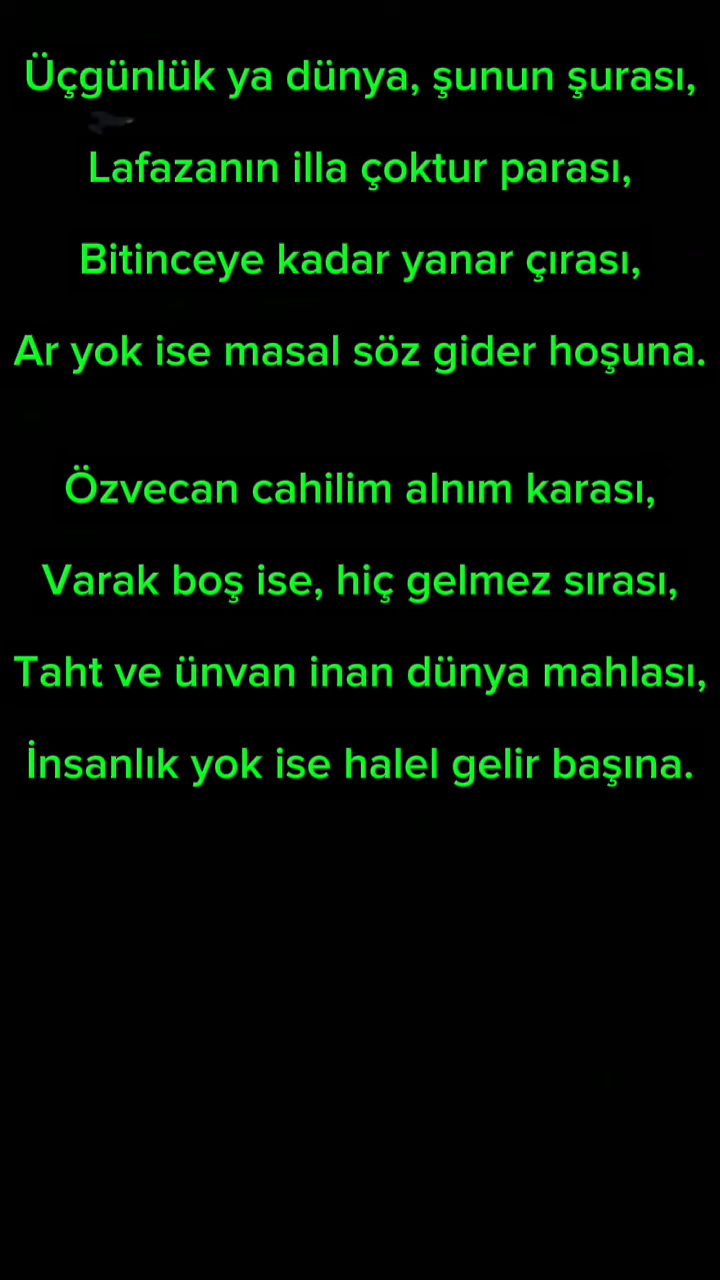 Üçgünlük ya dünya, şunun şurası,
Lafazanın illa çoktur parası,
Bitinceye kadar yanar çırası,
Ar yok ise masal söz gider hoşuna.
Özvecan cahilim alnım karası,
Varak boş ise, hiç gelmez sırası,
Taht ve ünvan inan dünya mahlası,
İnsanlık yok ise halel gelir başına.